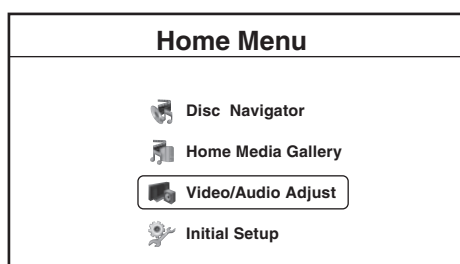 Home Menu
Disc Navigator
Home Media Gallery
Video/Audio Adjust
Initial Setup